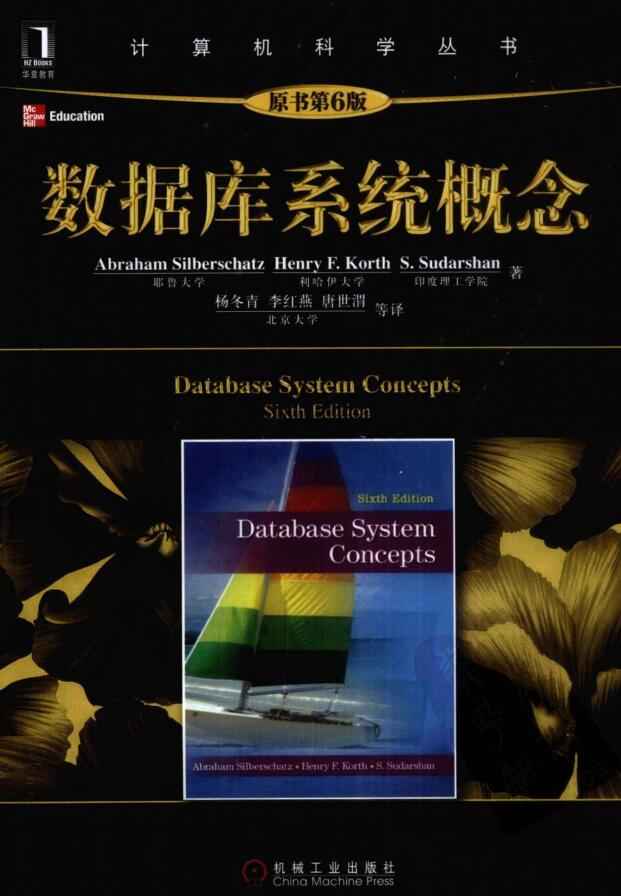 HZ BOOKS
华章教育
计算机科学丛书
Mc
Graw
Hill Education
原书第6版
数据库系统概念
Abraham Silberschatz Henry F. Korth S. Sudarshan 著
耶鲁大学 利哈伊大学 印度理工学院
杨冬青 李红燕 唐世渭 等译
北京大学
Database System Concepts
Sixth Edition
Sixth Edition
Database System
Concepts
Abraham Silberschatz • Henry F. Korth • S. Sudarshan
机械工业出版社
China Machine Press